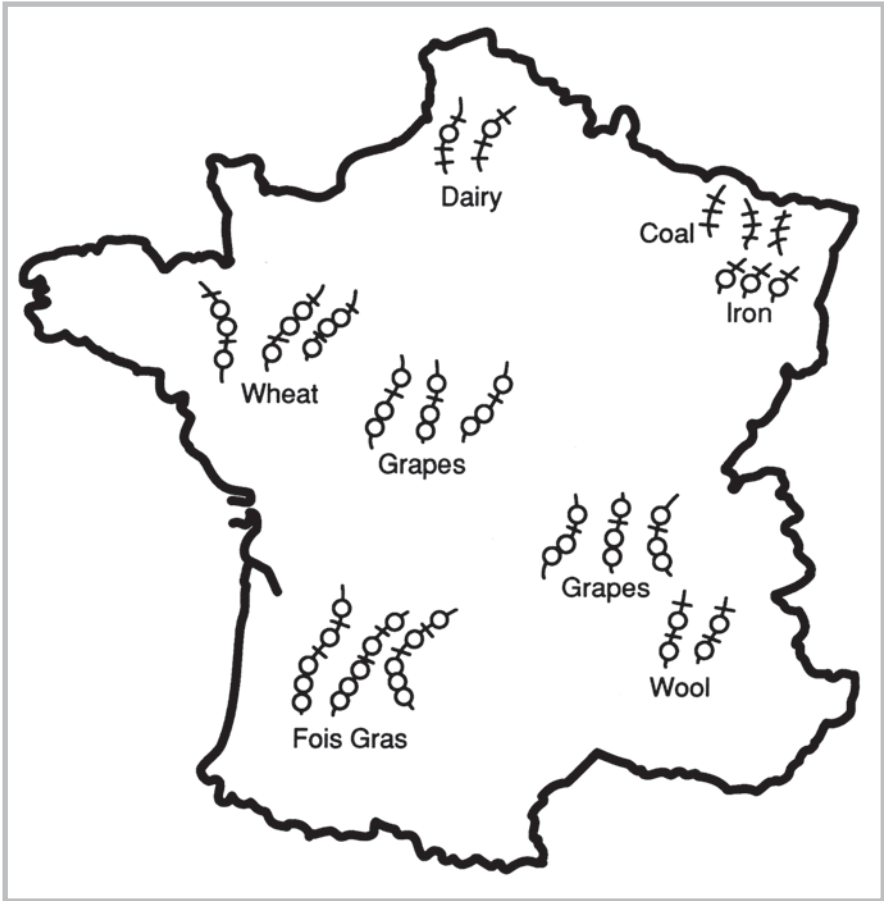 Dairy
Coal
Iron
Wheat
Grapes
Grapes
Wool
Fois Gras